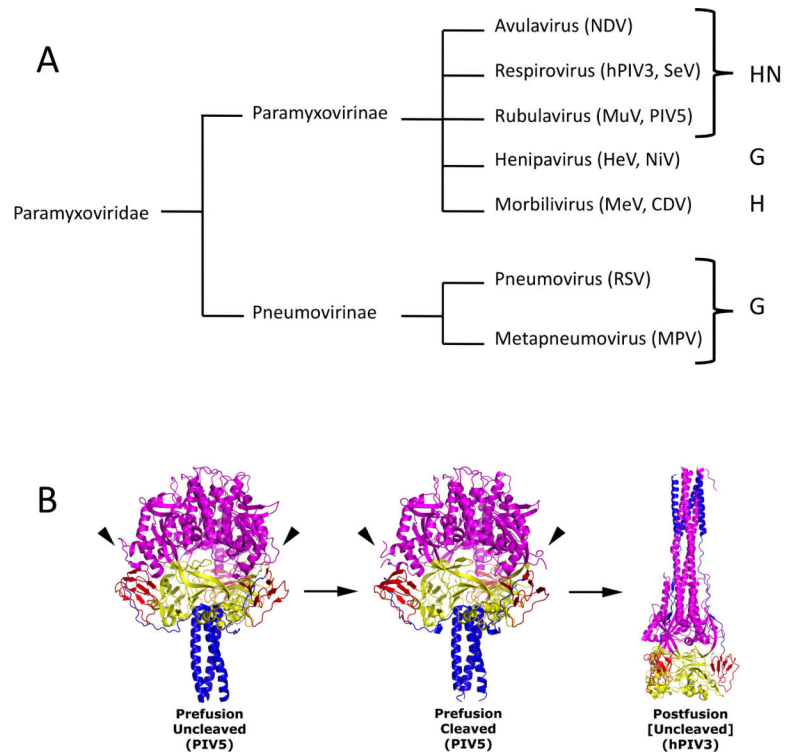 A
Avulavirus (NDV)
Respirovirus (hPIV3, SeV)
HN
Paramyxovirinae
Rubulavirus (MuV, PIV5)
Henipavirus (HeV, NiV)
G
Paramyxoviridae
Morbilivirus (MeV, CDV)
H
Pneumovirus (RSV)
Pneumovirinae
G
Metapneumovirus (MPV)
B
Prefusion
Uncleaved
(PIV5)
Prefusion
Cleaved
(PIV5)
Postfusion
[Uncleaved]
(hPIV3)